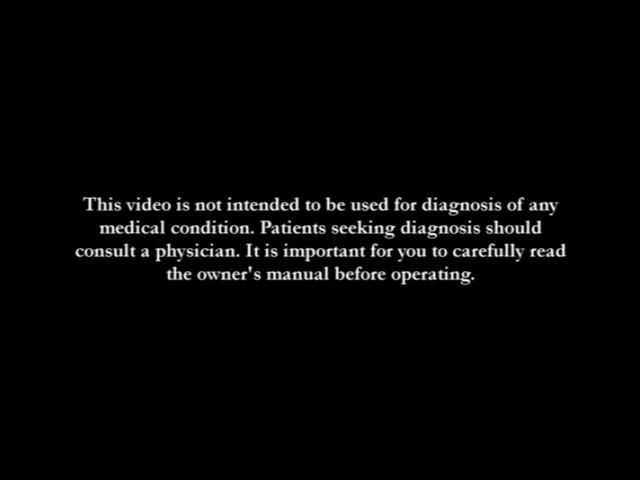 This video is not intended to be used for diagnosis of any
medical condition. Patients seeking diagnosis should
consult a physician. It is important for you to carefully read
the owner's manual before operating.